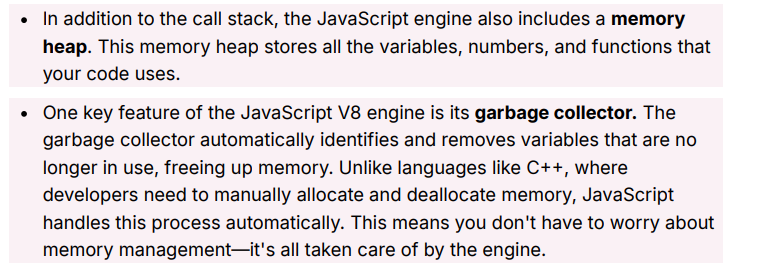 • In addition to the call stack, the JavaScript engine also includes a memory
heap. This memory heap stores all the variables, numbers, and functions that
your code uses.
• One key feature of the JavaScript V8 engine is its garbage collector. The
garbage collector automatically identifies and removes variables that are no
longer in use, freeing up memory. Unlike languages like C++, where
developers need to manually allocate and deallocate memory, JavaScript
handles this process automatically. This means you don't have to worry about
memory management—it's all taken care of by the engine.